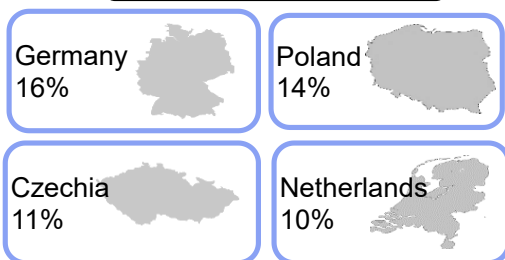 Germany
16%
Poland
14%
Czechia
11%
Netherlands
10%